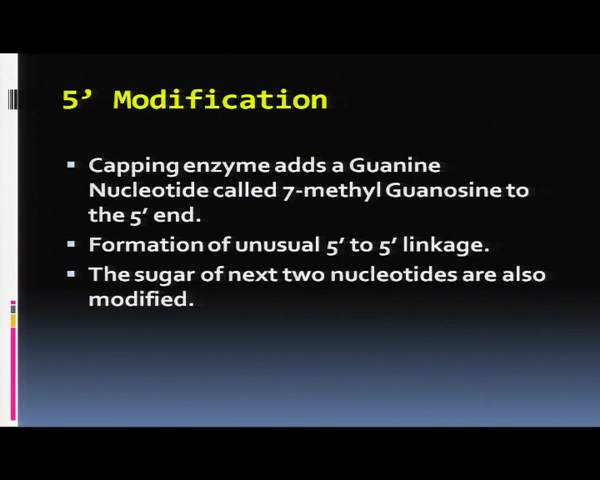 5’ Modification
Capping enzyme adds a Guanine
Nucleotide called 7-methyl Guanosine to
the 5’ end.
Formation of unusual 5’ to 5’ linkage.
The sugar of next two nucleotides are also
modified.